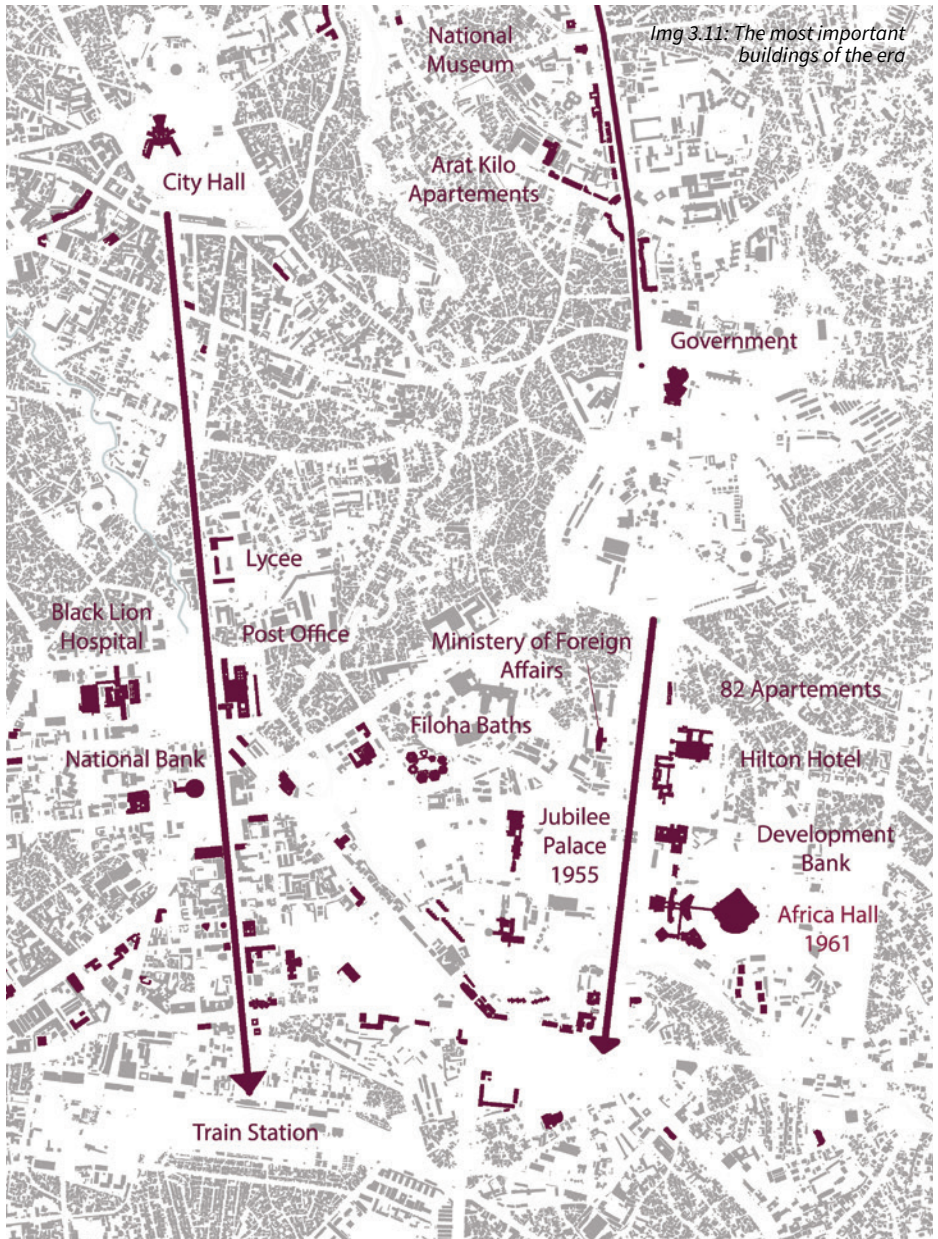 Img 3.11: The most important
buildings of the era
National
Museum
Arat Kilo
Apartements
City Hall
Government
Lycee
Black Lion
Hospital
Post Office
Ministery of Foreign
Affairs
82 Apartements
Filoha Baths
National Bank
Hilton Hotel
Jubilee
Palace
1955
Development
Bank
Africa Hall
1961
Train Station